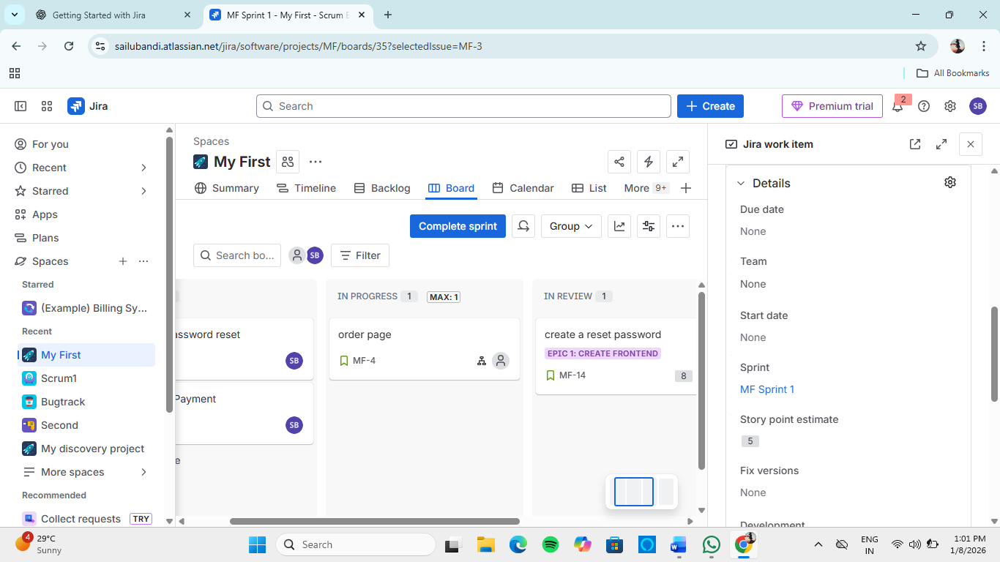 Getting Started with Jira
MF Sprint 1 - My First - Scrum B
sailubandi.atlassian.net/jira/software/projects/MF/boards/35?selectedIssue=MF-3
All Bookmarks
Jira
Search
Create
Premium trial
2
SB
For you
Recent
Starred
Apps
Plans
Spaces
Starred
(Example) Billing Sy...
Recent
My First
Scrum1
Bugtrack
Second
My discovery project
More spaces
Recommended
Collect requests TRY
Spaces
My First
Summary Timeline Backlog Board Calendar List More 9+
Complete sprint Group
Search bo... SB Filter
assword reset
SB
Payment
SB
e
IN PROGRESS 1 MAX: 1
order page
MF-4
IN REVIEW 1
create a reset password
EPIC 1: CREATE FRONTEND
MF-14 8
Jira work item
Details
Due date
None
Team
None
Start date
None
Sprint
MF Sprint 1
Story point estimate
5
Fix versions
None
Development
4
29°C
Sunny
Search
ENG
IN
1:01 PM
1/8/2026